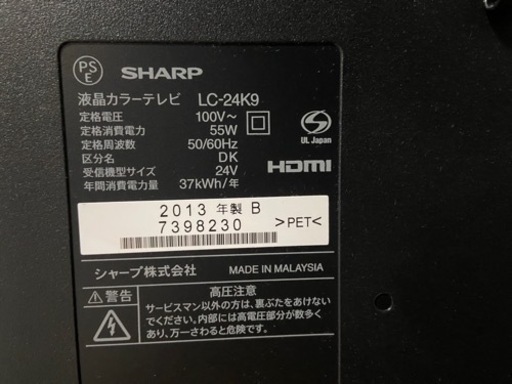 PS
E
SHARP
液晶カラーテレビ LC-24K9
定格電圧 100V～
定格消費電力 55W
定格周波数 50/60Hz
区分名 DK
受信機型サイズ 24V
年間消費電力量 37kWh/年
S
UL Japan
HDMI
2013 年製 B
7398230
>PET<
シャープ株式会社 MADE IN MALAYSIA
警告 高圧注意
サービスマン以外の方は、裏ぶたをあけない
でください。内部には高電圧部分が数多く
あり、万一さわると危険です。